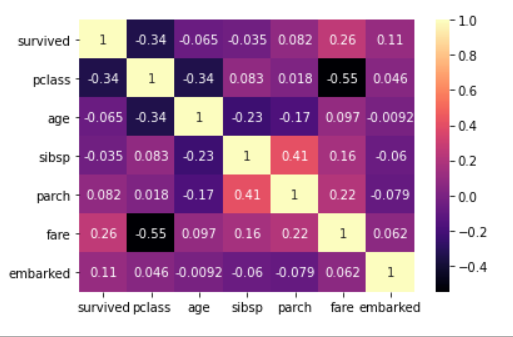 survived 1 -0.34 -0.065 -0.035 0.082 0.26 0.11
pclass -0.34 1 -0.34 0.083 0.018 -0.55 0.046
age -0.065 -0.34 1 -0.23 -0.17 0.097 -0.0092
sibsp -0.035 0.083 -0.23 1 0.41 0.16 -0.06
parch 0.082 0.018 -0.17 0.41 1 0.22 -0.079
fare 0.26 -0.55 0.097 0.16 0.22 1 0.062
embarked 0.11 0.046 -0.0092 -0.06 -0.079 0.062 1
survived pclass age sibsp parch fare embarked
1.0
0.8
0.6
0.4
0.2
0.0
−0.2
−0.4